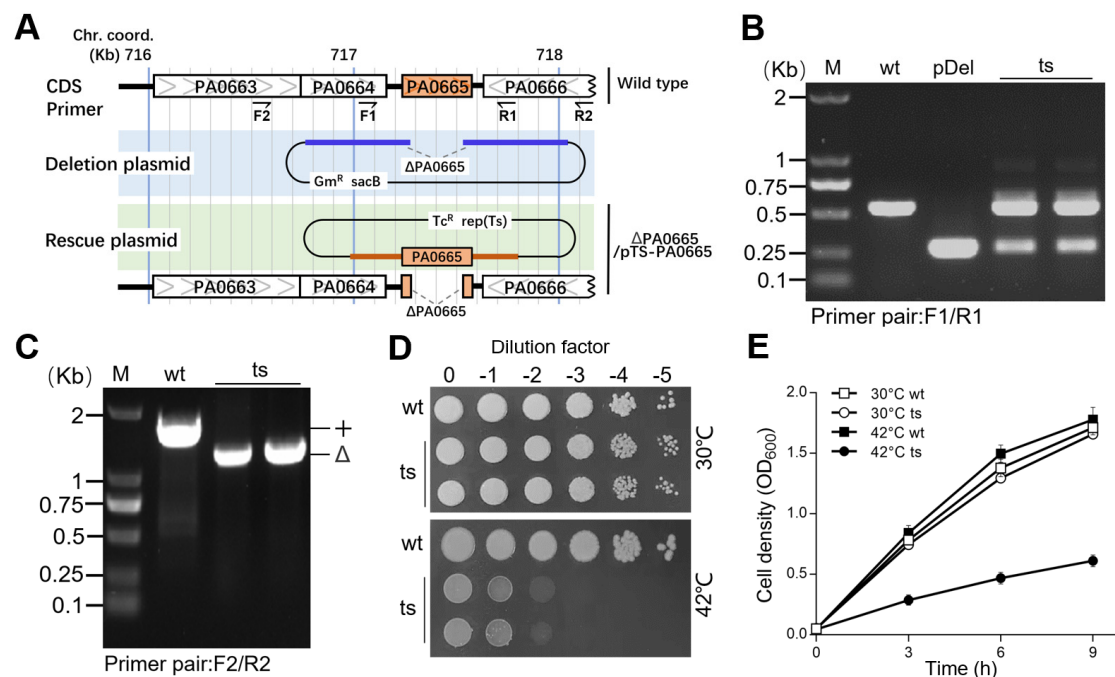 A
Chr. coord.
(Kb) 716 717 718
CDS PA0663 PA0664 PA0665 PA0666 Wild type
Primer F2 F1 R1 R2
Deletion plasmid
ΔPA0665
Gmᴿ sacB
Tcᴿ rep(Ts)
Rescue plasmid
PA0665
ΔPA0665
/pTS-PA0665
PA0663 PA0664 PA0666
ΔPA0665
B
(Kb) M wt pDel ts
2
1
0.75
0.5
0.25
0.1
Primer pair:F1/R1
C
(Kb) M wt ts
2
+
Δ
1
0.75
0.5
0.25
0.1
Primer pair:F2/R2
D
Dilution factor
0 -1 -2 -3 -4 -5
wt
ts
30℃
wt
ts
42℃
E
Cell density (OD₆₀₀)
2.0
1.5
1.0
0.5
0.0
30°C wt
30°C ts
42°C wt
42°C ts
0 3 6 9
Time (h)